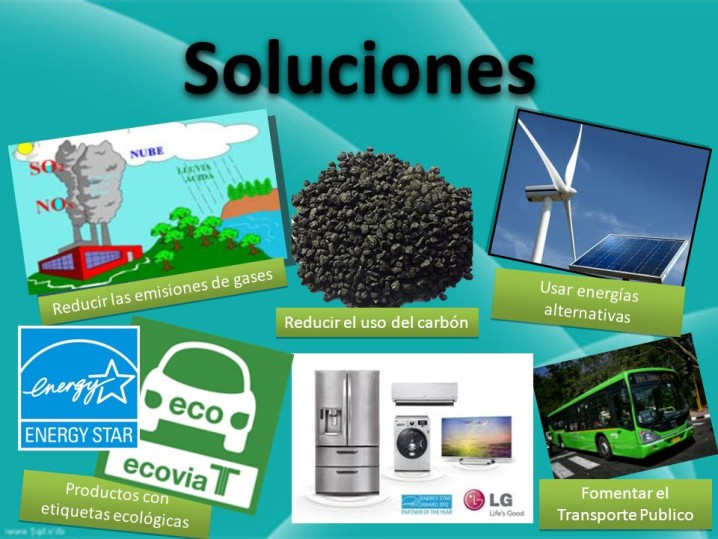 Soluciones
SO₂
NUBE
LLUVIA
ÁCIDA
NOₓ
Reducir las emisiones de gases
Reducir el uso del carbón
Usar energías
alternativas
energy
ENERGY STAR
eco
ecovia T
Productos con
etiquetas ecológicas
ENERGY STAR
AWARD 2012
PARTNER OF THE YEAR
LG
Life's Good
Fomentar el
Transporte Publico